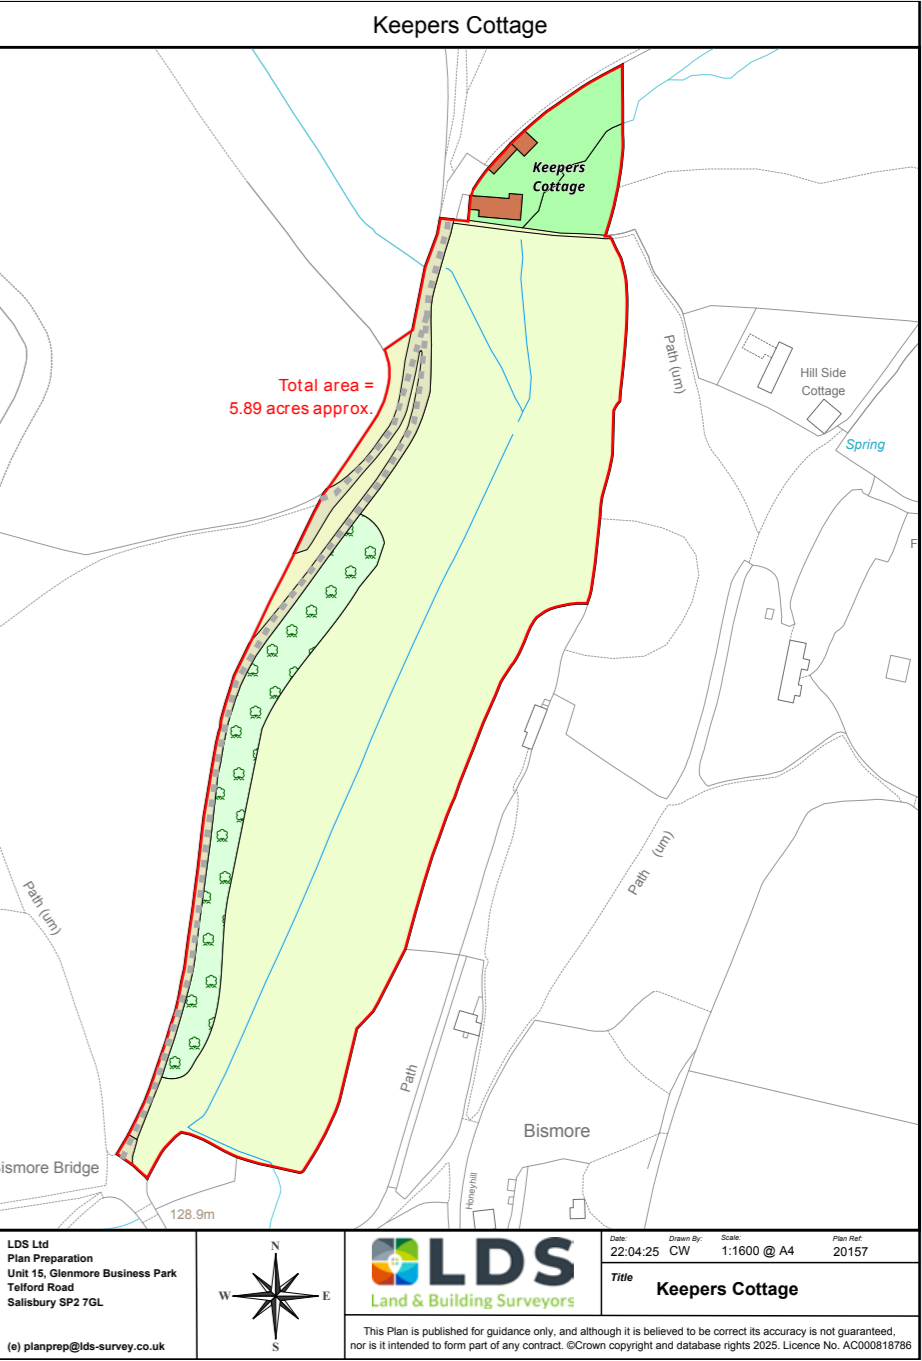 Keepers Cottage
Keepers
Cottage
Total area =
5.89 acres approx.
Path (um)
Hill Side
Cottage
Spring
F
Path (um)
Path (um)
Path
Bismore
ismore Bridge
Honeyhill
128.9m
LDS Ltd
Plan Preparation
Unit 15, Glenmore Business Park
Telford Road
Salisbury SP2 7GL
(e) planprep@lds-survey.co.uk
N
W E
S
LDS
Land & Building Surveyors
Date: Drawn By: Scale: Plan Ref:
22:04:25 CW 1:1600 @ A4 20157
Title
Keepers Cottage
This Plan is published for guidance only, and although it is believed to be correct its accuracy is not guaranteed,
nor is it intended to form part of any contract. ©Crown copyright and database rights 2025. Licence No. AC000818786